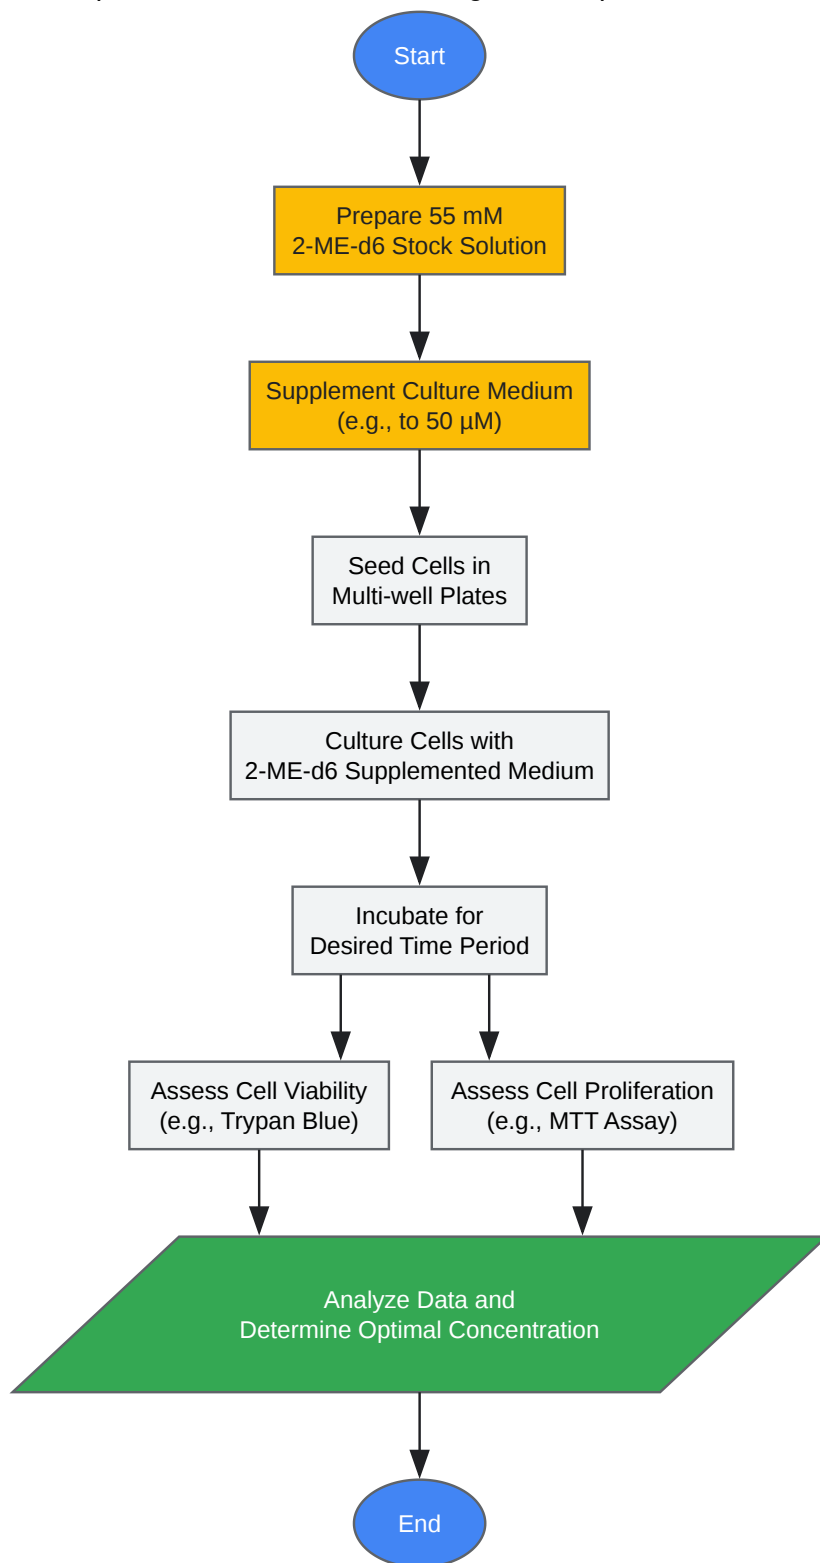 Start
Prepare 55 mM
2-ME-d6 Stock Solution
Supplement Culture Medium
(e.g., to 50 µM)
Seed Cells in
Multi-well Plates
Culture Cells with
2-ME-d6 Supplemented Medium
Incubate for
Desired Time Period
Assess Cell Viability
(e.g., Trypan Blue)
Assess Cell Proliferation
(e.g., MTT Assay)
Analyze Data and
Determine Optimal Concentration
End